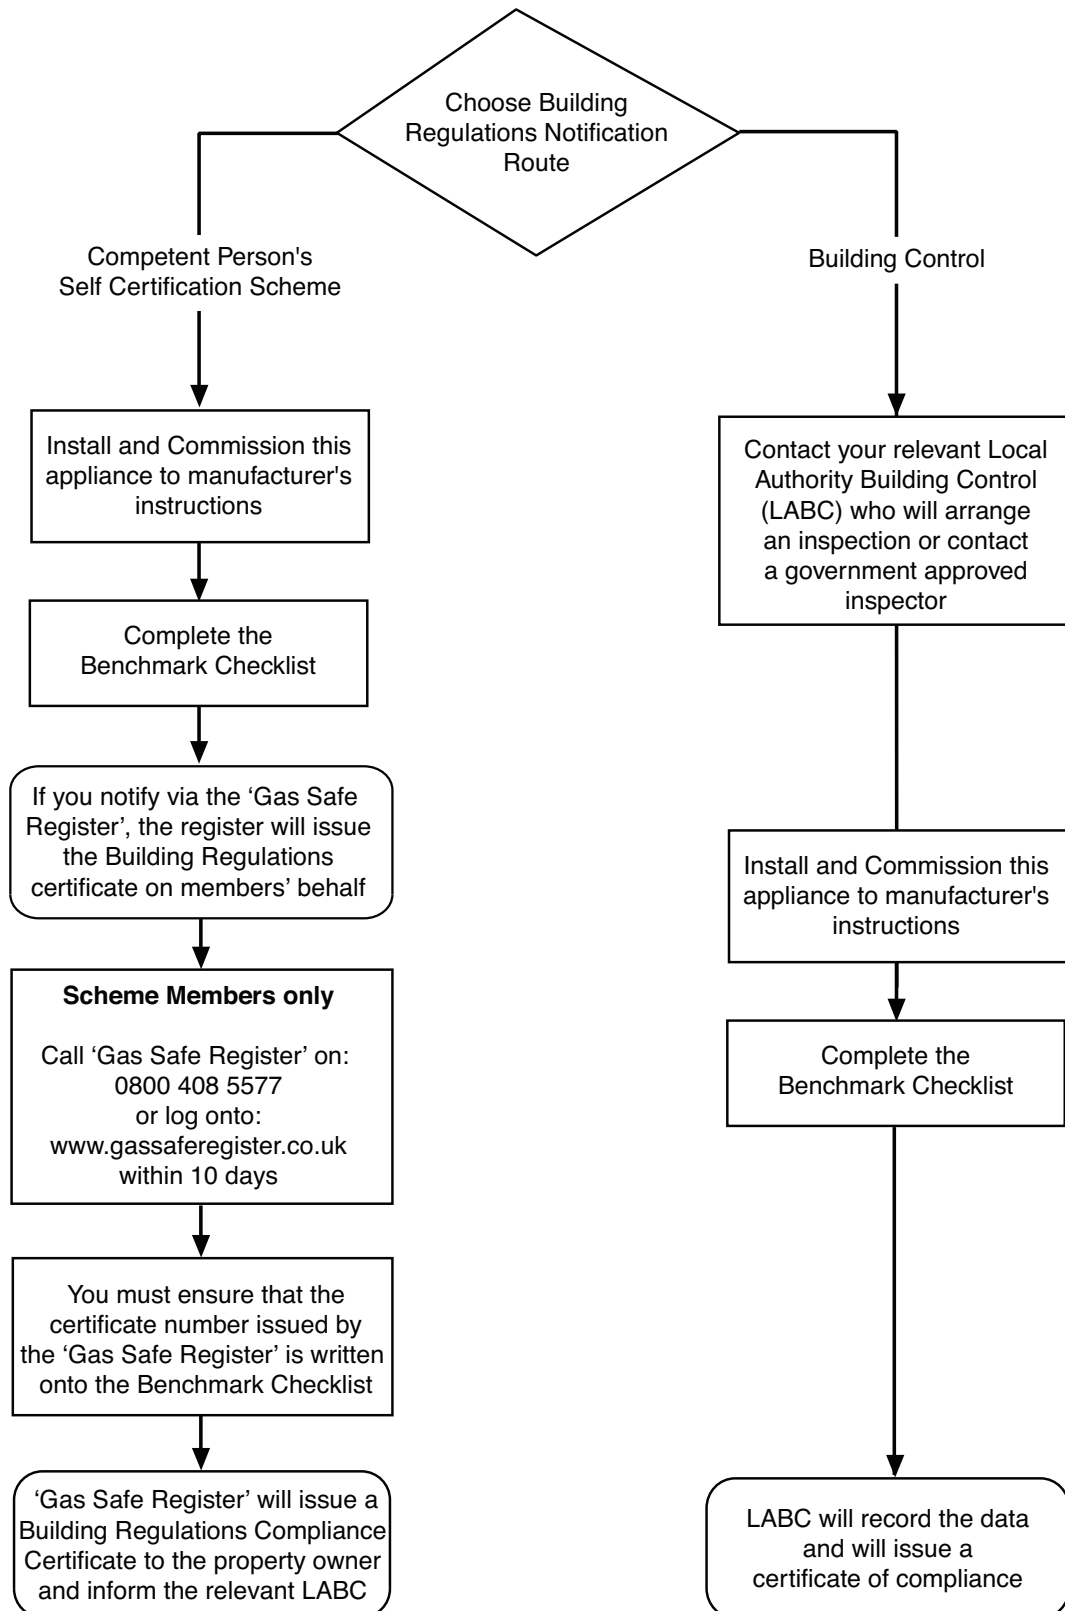 Choose Building
Regulations Notification
Route
Competent Person's
Self Certification Scheme
Building Control
Install and Commission this
appliance to manufacturer's
instructions
Complete the
Benchmark Checklist
If you notify via the ‘Gas Safe
Register’, the register will issue
the Building Regulations
certificate on members’ behalf
Scheme Members only
Call ‘Gas Safe Register’ on:
0800 408 5577
or log onto:
www.gassaferegister.co.uk
within 10 days
You must ensure that the
certificate number issued by
the ‘Gas Safe Register’ is written
onto the Benchmark Checklist
‘Gas Safe Register’ will issue a
Building Regulations Compliance
Certificate to the property owner
and inform the relevant LABC
Contact your relevant Local
Authority Building Control
(LABC) who will arrange
an inspection or contact
a government approved
inspector
Install and Commission this
appliance to manufacturer's
instructions
Complete the
Benchmark Checklist
LABC will record the data
and will issue a
certificate of compliance